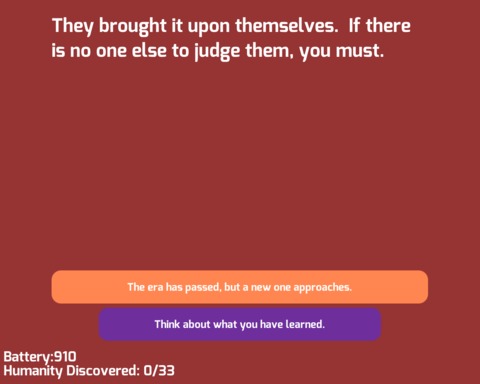 They brought it upon themselves.  If there
is no one else to judge them, you must.
The era has passed, but a new one approaches.
Think about what you have learned.
Battery:910
Humanity Discovered: 0/33